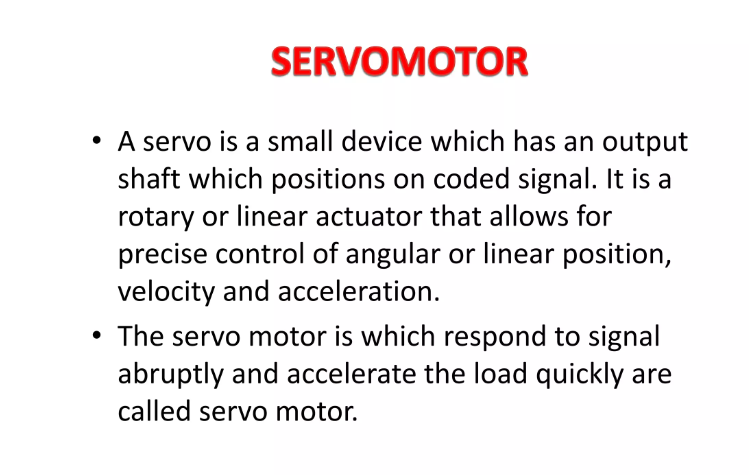 SERVOMOTOR
• A servo is a small device which has an output
shaft which positions on coded signal. It is a
rotary or linear actuator that allows for
precise control of angular or linear position,
velocity and acceleration.
• The servo motor is which respond to signal
abruptly and accelerate the load quickly are
called servo motor.